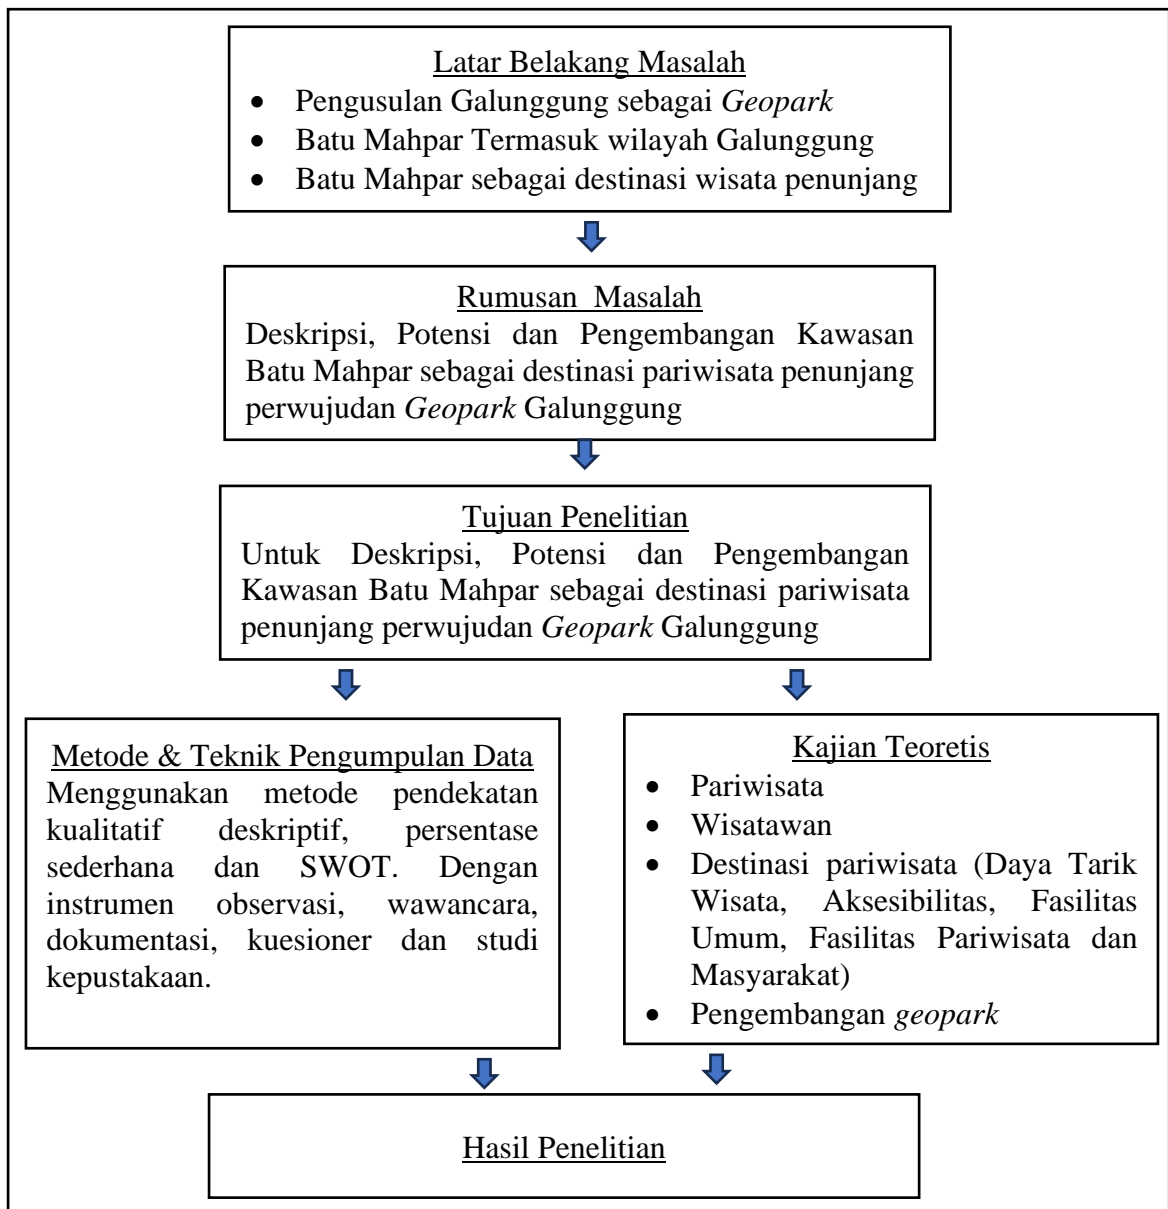 Latar Belakang Masalah
• Pengusulan Galunggung sebagai Geopark
• Batu Mahpar Termasuk wilayah Galunggung
• Batu Mahpar sebagai destinasi wisata penunjang
Rumusan  Masalah
Deskripsi, Potensi dan Pengembangan Kawasan
Batu Mahpar sebagai destinasi pariwisata penunjang
perwujudan Geopark Galunggung
Tujuan Penelitian
Untuk Deskripsi, Potensi dan Pengembangan
Kawasan Batu Mahpar sebagai destinasi pariwisata
penunjang perwujudan Geopark Galunggung
Metode & Teknik Pengumpulan Data
Menggunakan metode pendekatan
kualitatif deskriptif, persentase
sederhana dan SWOT. Dengan
instrumen observasi, wawancara,
dokumentasi, kuesioner dan studi
kepustakaan.
Kajian Teoretis
• Pariwisata
• Wisatawan
• Destinasi pariwisata (Daya Tarik
Wisata, Aksesibilitas, Fasilitas
Umum, Fasilitas Pariwisata dan
Masyarakat)
• Pengembangan geopark
Hasil Penelitian